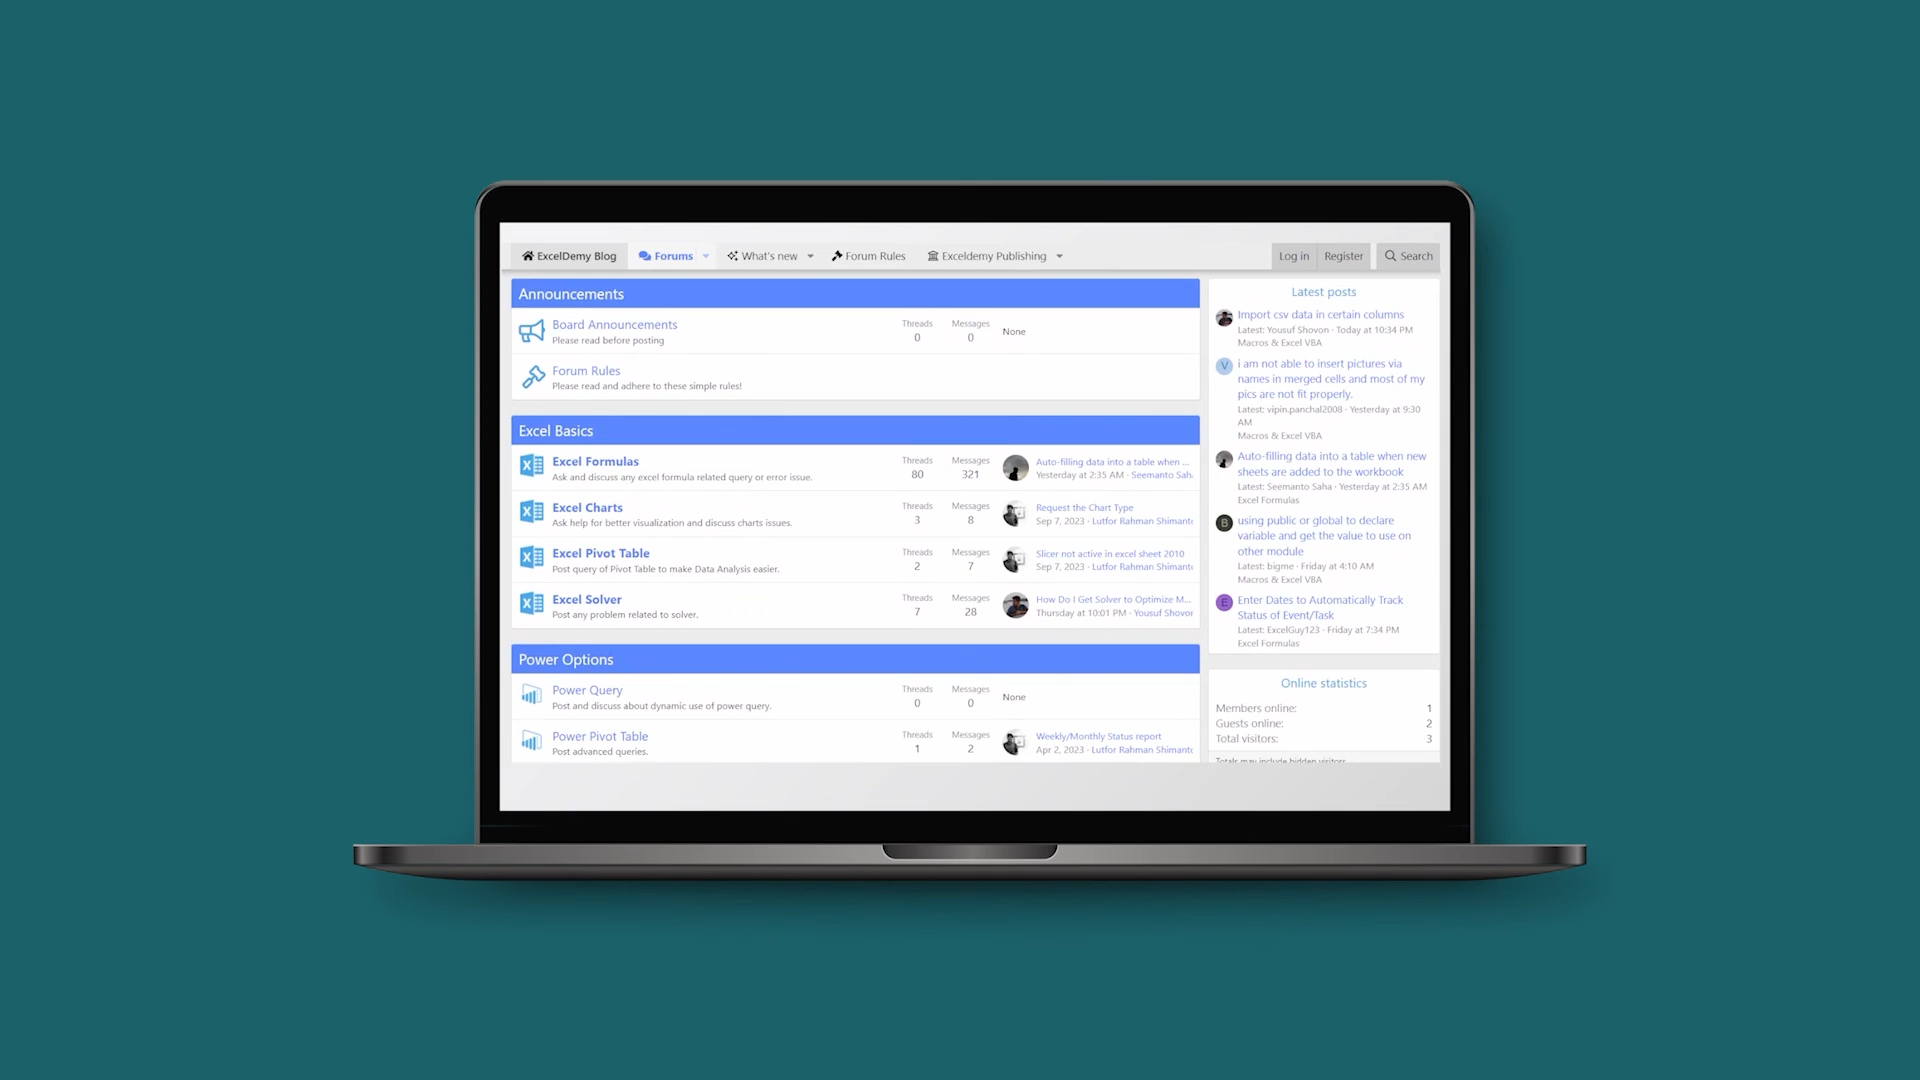 ExcelDemy Blog Forums What's new Forum Rules Exceldemy Publishing Log in Register Search
Announcements
Board Announcements
Please read before posting
Threads
0
Messages
0
None
Forum Rules
Please read and adhere to these simple rules!
Excel Basics
Excel Formulas
Ask and discuss any excel formula related query or error issue.
Threads
80
Messages
321
Auto-filling data into a table when ...
Yesterday at 2:35 AM · Seemanto Sah
Excel Charts
Ask help for better visualization and discuss charts issues.
Threads
3
Messages
8
Request the Chart Type
Sep 7, 2023 · Lutfor Rahman Shimant
Excel Pivot Table
Post query of Pivot Table to make Data Analysis easier.
Threads
2
Messages
7
Slicer not active in excel sheet 2010
Sep 7, 2023 · Lutfor Rahman Shimant
Excel Solver
Post any problem related to solver.
Threads
7
Messages
28
How Do I Get Solver to Optimize M...
Thursday at 10:01 PM · Yousuf Shovor
Power Options
Power Query
Post and discuss about dynamic use of power query.
Threads
0
Messages
0
None
Power Pivot Table
Post advanced queries.
Threads
1
Messages
2
Weekly/Monthly Status report
Apr 2, 2023 · Lutfor Rahman Shimant
Latest posts
Import csv data in certain columns
Latest: Yousuf Shovon · Today at 10:34 PM
Macros & Excel VBA
V
i am not able to insert pictures via
names in merged cells and most of my
pics are not fit properly.
Latest: vipin.panchal2008 · Yesterday at 9:30
AM
Macros & Excel VBA
Auto-filling data into a table when new
sheets are added to the workbook
Latest: Seemanto Saha · Yesterday at 2:35 AM
Excel Formulas
B
using public or global to declare
variable and get the value to use on
other module
Latest: bigme · Friday at 4:10 AM
Macros & Excel VBA
E
Enter Dates to Automatically Track
Status of Event/Task
Latest: ExcelGuy123 · Friday at 7:34 PM
Excel Formulas
Online statistics
Members online: 1
Guests online: 2
Total visitors: 3
Totals may include hidden visitors